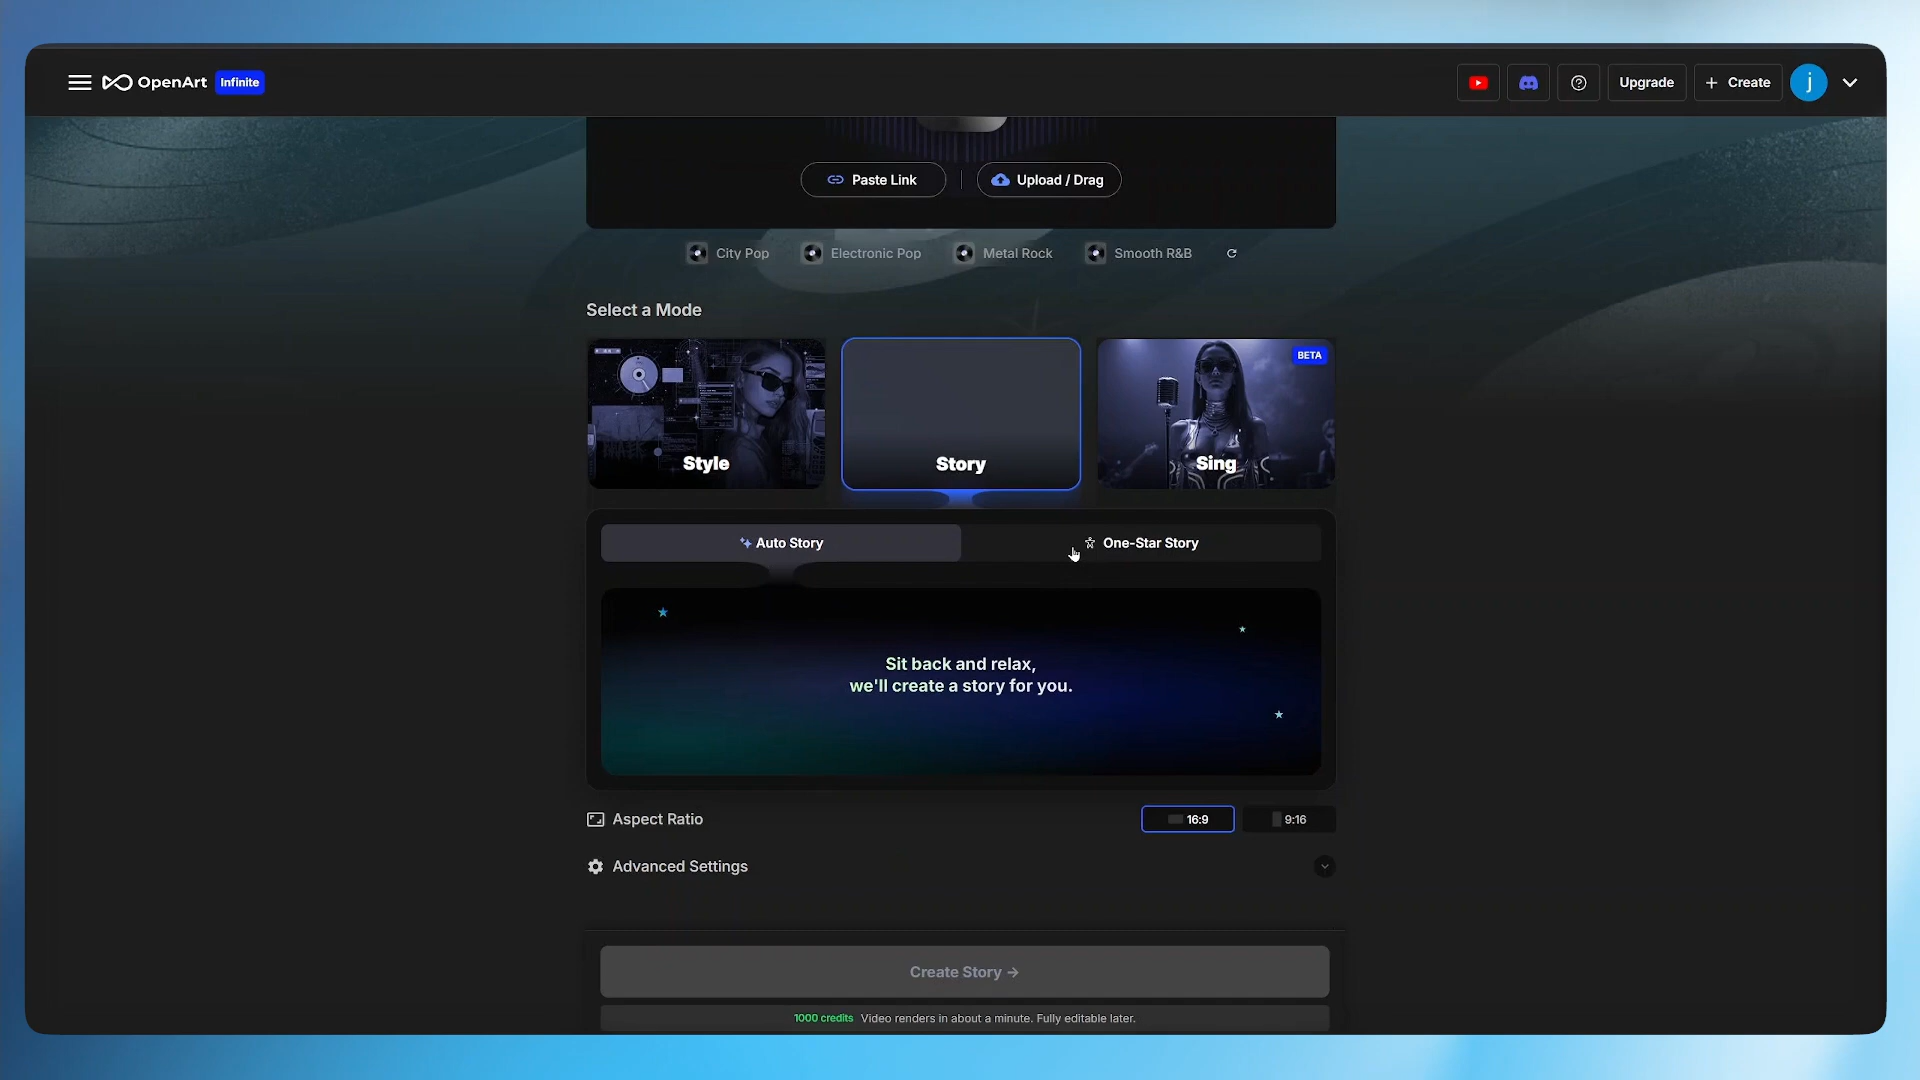 OpenArt Infinite
Upgrade
+ Create
j
Paste Link
Upload / Drag
City Pop
Electronic Pop
Metal Rock
Smooth R&B
Select a Mode
Style
Story
BETA
Sing
Auto Story
One-Star Story
Sit back and relax,
we'll create a story for you.
Aspect Ratio
16:9
9:16
Advanced Settings
Create Story →
1000 credits Video renders in about a minute. Fully editable later.